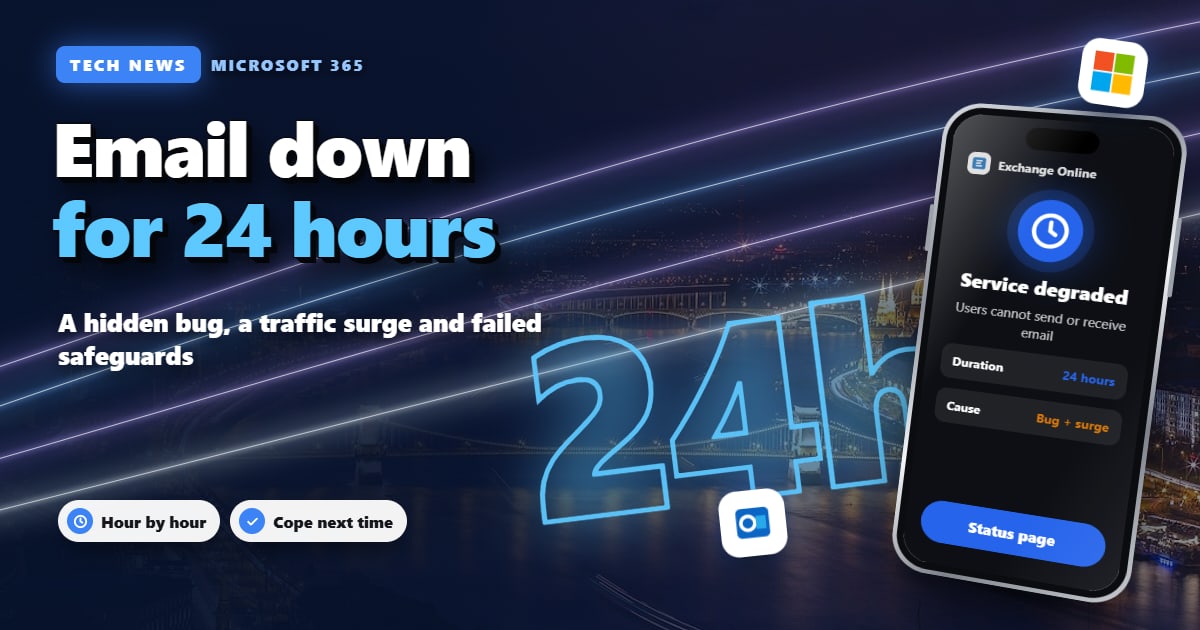 TECH NEWS MICROSOFT 365
Email down
for 24 hours
A hidden bug, a traffic surge and failed
safeguards
Hour by hour
Cope next time
24h
Exchange Online
Service degraded
Users cannot send or receive
email
Duration 24 hours
Cause Bug + surge
Status page